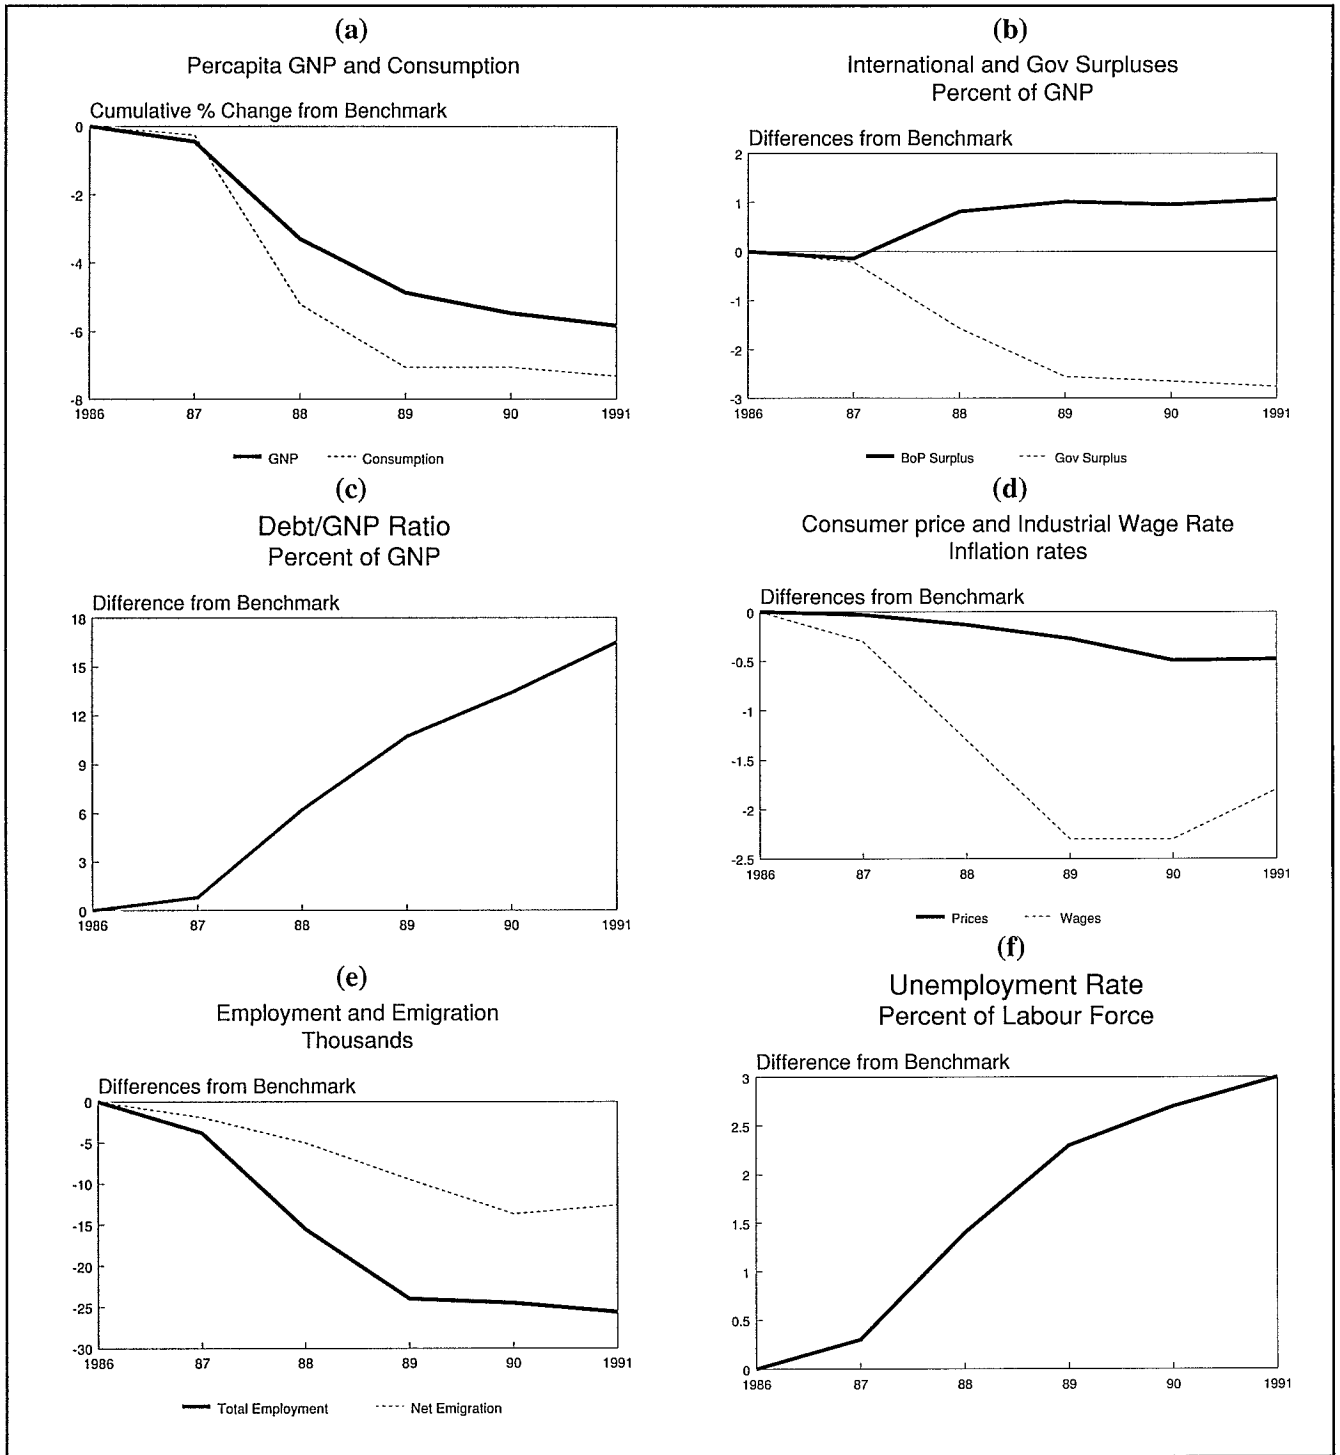 (a)
Percapita GNP and Consumption
Cumulative % Change from Benchmark
0
-2
-4
-6
-8
1986 87 88 89 90 1991
GNP Consumption
(b)
International and Gov Surpluses
Percent of GNP
Differences from Benchmark
2
1
0
-1
-2
-3
1986 87 88 89 90 1991
BoP Surplus Gov Surplus
(c)
Debt/GNP Ratio
Percent of GNP
Difference from Benchmark
18
15
12
9
6
3
0
1986 87 88 89 90 1991
(d)
Consumer price and Industrial Wage Rate
Inflation rates
Differences from Benchmark
0
-0.5
-1
-1.5
-2
-2.5
1986 87 88 89 90 1991
Prices Wages
(e)
Employment and Emigration
Thousands
Differences from Benchmark
0
-5
-10
-15
-20
-25
-30
1986 87 88 89 90 1991
Total Employment Net Emigration
(f)
Unemployment Rate
Percent of Labour Force
Difference from Benchmark
3
2.5
2
1.5
1
0.5
0
1986 87 88 89 90 1991